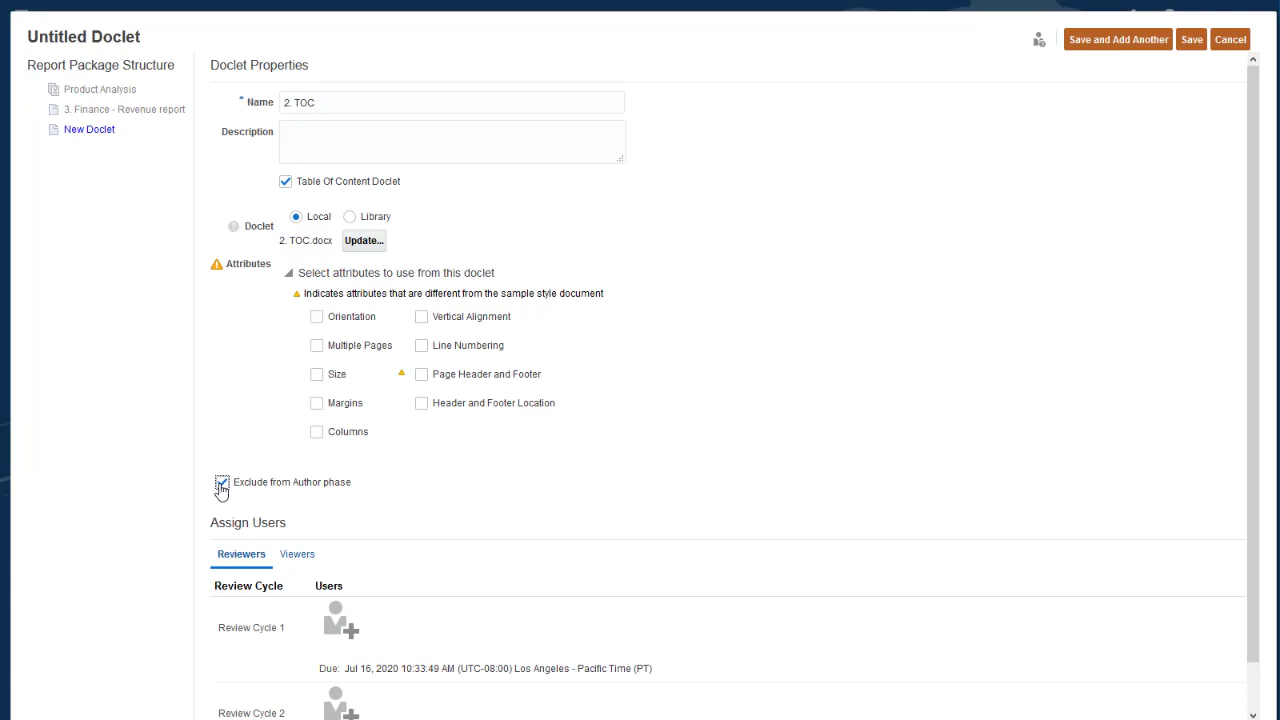 Untitled Doclet
Save and Add Another
Save
Cancel
Report Package Structure
Product Analysis
3. Finance - Revenue report
New Doclet
Doclet Properties
* Name 2. TOC
Description
Table Of Content Doclet
Doclet Local Library
2. TOC.docx Update...
Attributes
Select attributes to use from this doclet
Indicates attributes that are different from the sample style document
Orientation Vertical Alignment
Multiple Pages Line Numbering
Size Page Header and Footer
Margins Header and Footer Location
Columns
Exclude from Author phase
Assign Users
Reviewers Viewers
Review Cycle Users
Review Cycle 1
Due: Jul 16, 2020 10:33:49 AM (UTC-08:00) Los Angeles - Pacific Time (PT)
Review Cycle 2